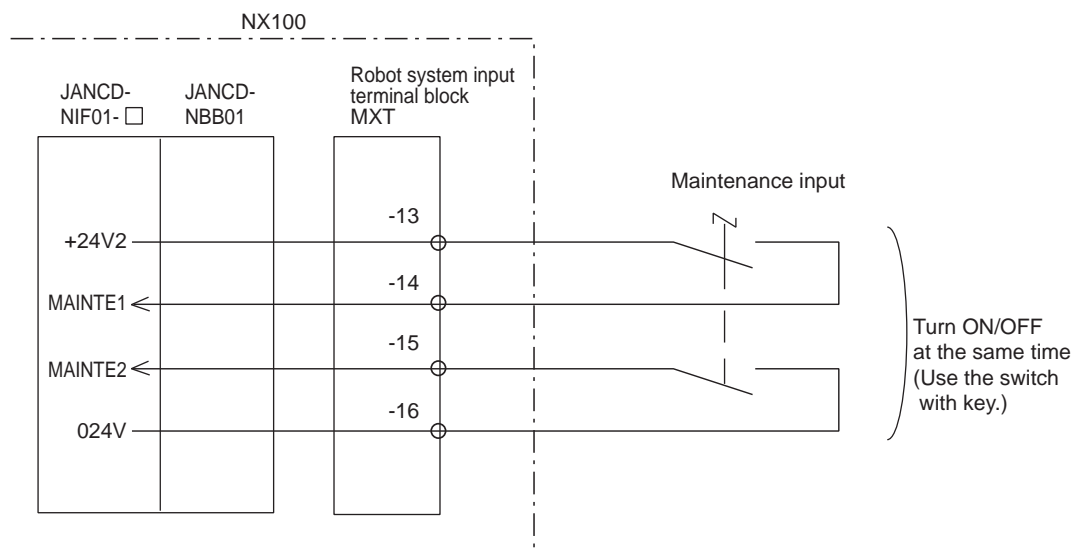 NX100
JANCD-
NIF01- □
JANCD-
NBB01
Robot system input
terminal block
MXT
Maintenance input
-13
+24V2
-14
MAINTE1
-15
MAINTE2
-16
024V
Turn ON/OFF
at the same time
(Use the switch
with key.)